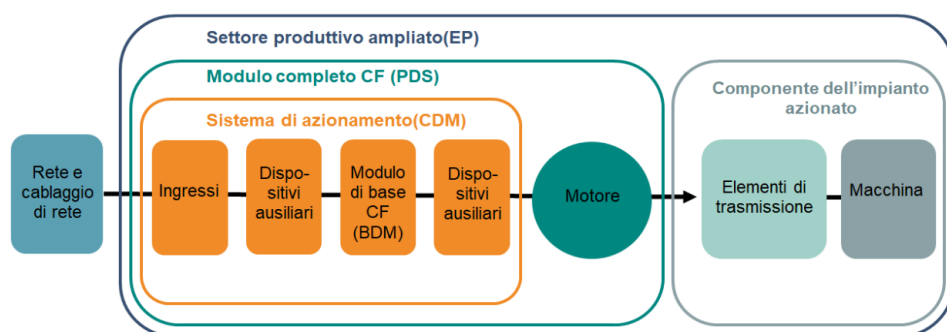 Settore produttivo ampliato(EP)
Modulo completo CF (PDS)
Componente dell'impianto
azionato
Sistema di azionamento(CDM)
Rete e
cablaggio
di rete
Ingressi
Dispo-
sitivi
ausiliari
Modulo
di base
CF
(BDM)
Dispo-
sitivi
ausiliari
Motore
Elementi di
trasmissione
Macchina